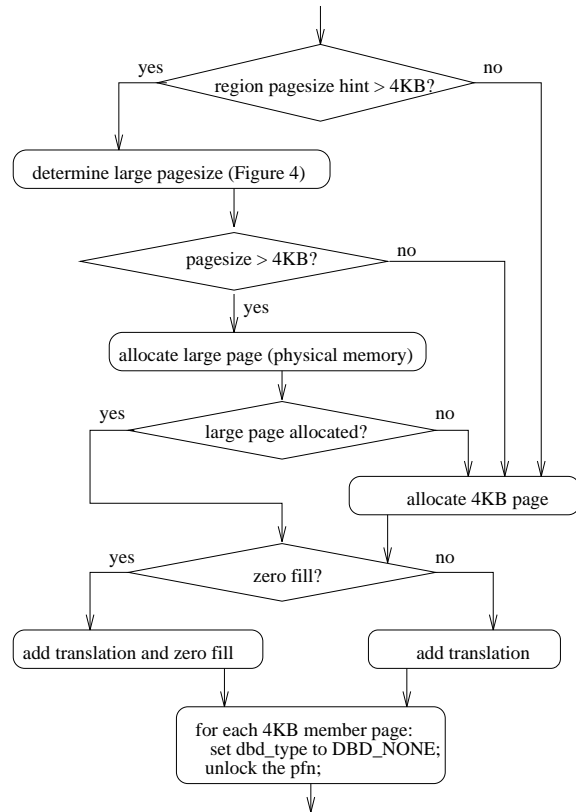 yes
no
region pagesize hint > 4KB?
determine large pagesize (Figure 4)
no
pagesize > 4KB?
yes
allocate large page (physical memory)
yes
no
large page allocated?
allocate 4KB page
yes
no
zero fill?
add translation and zero fill
add translation
for each 4KB member page:
set dbd_type to DBD_NONE;
unlock the pfn;